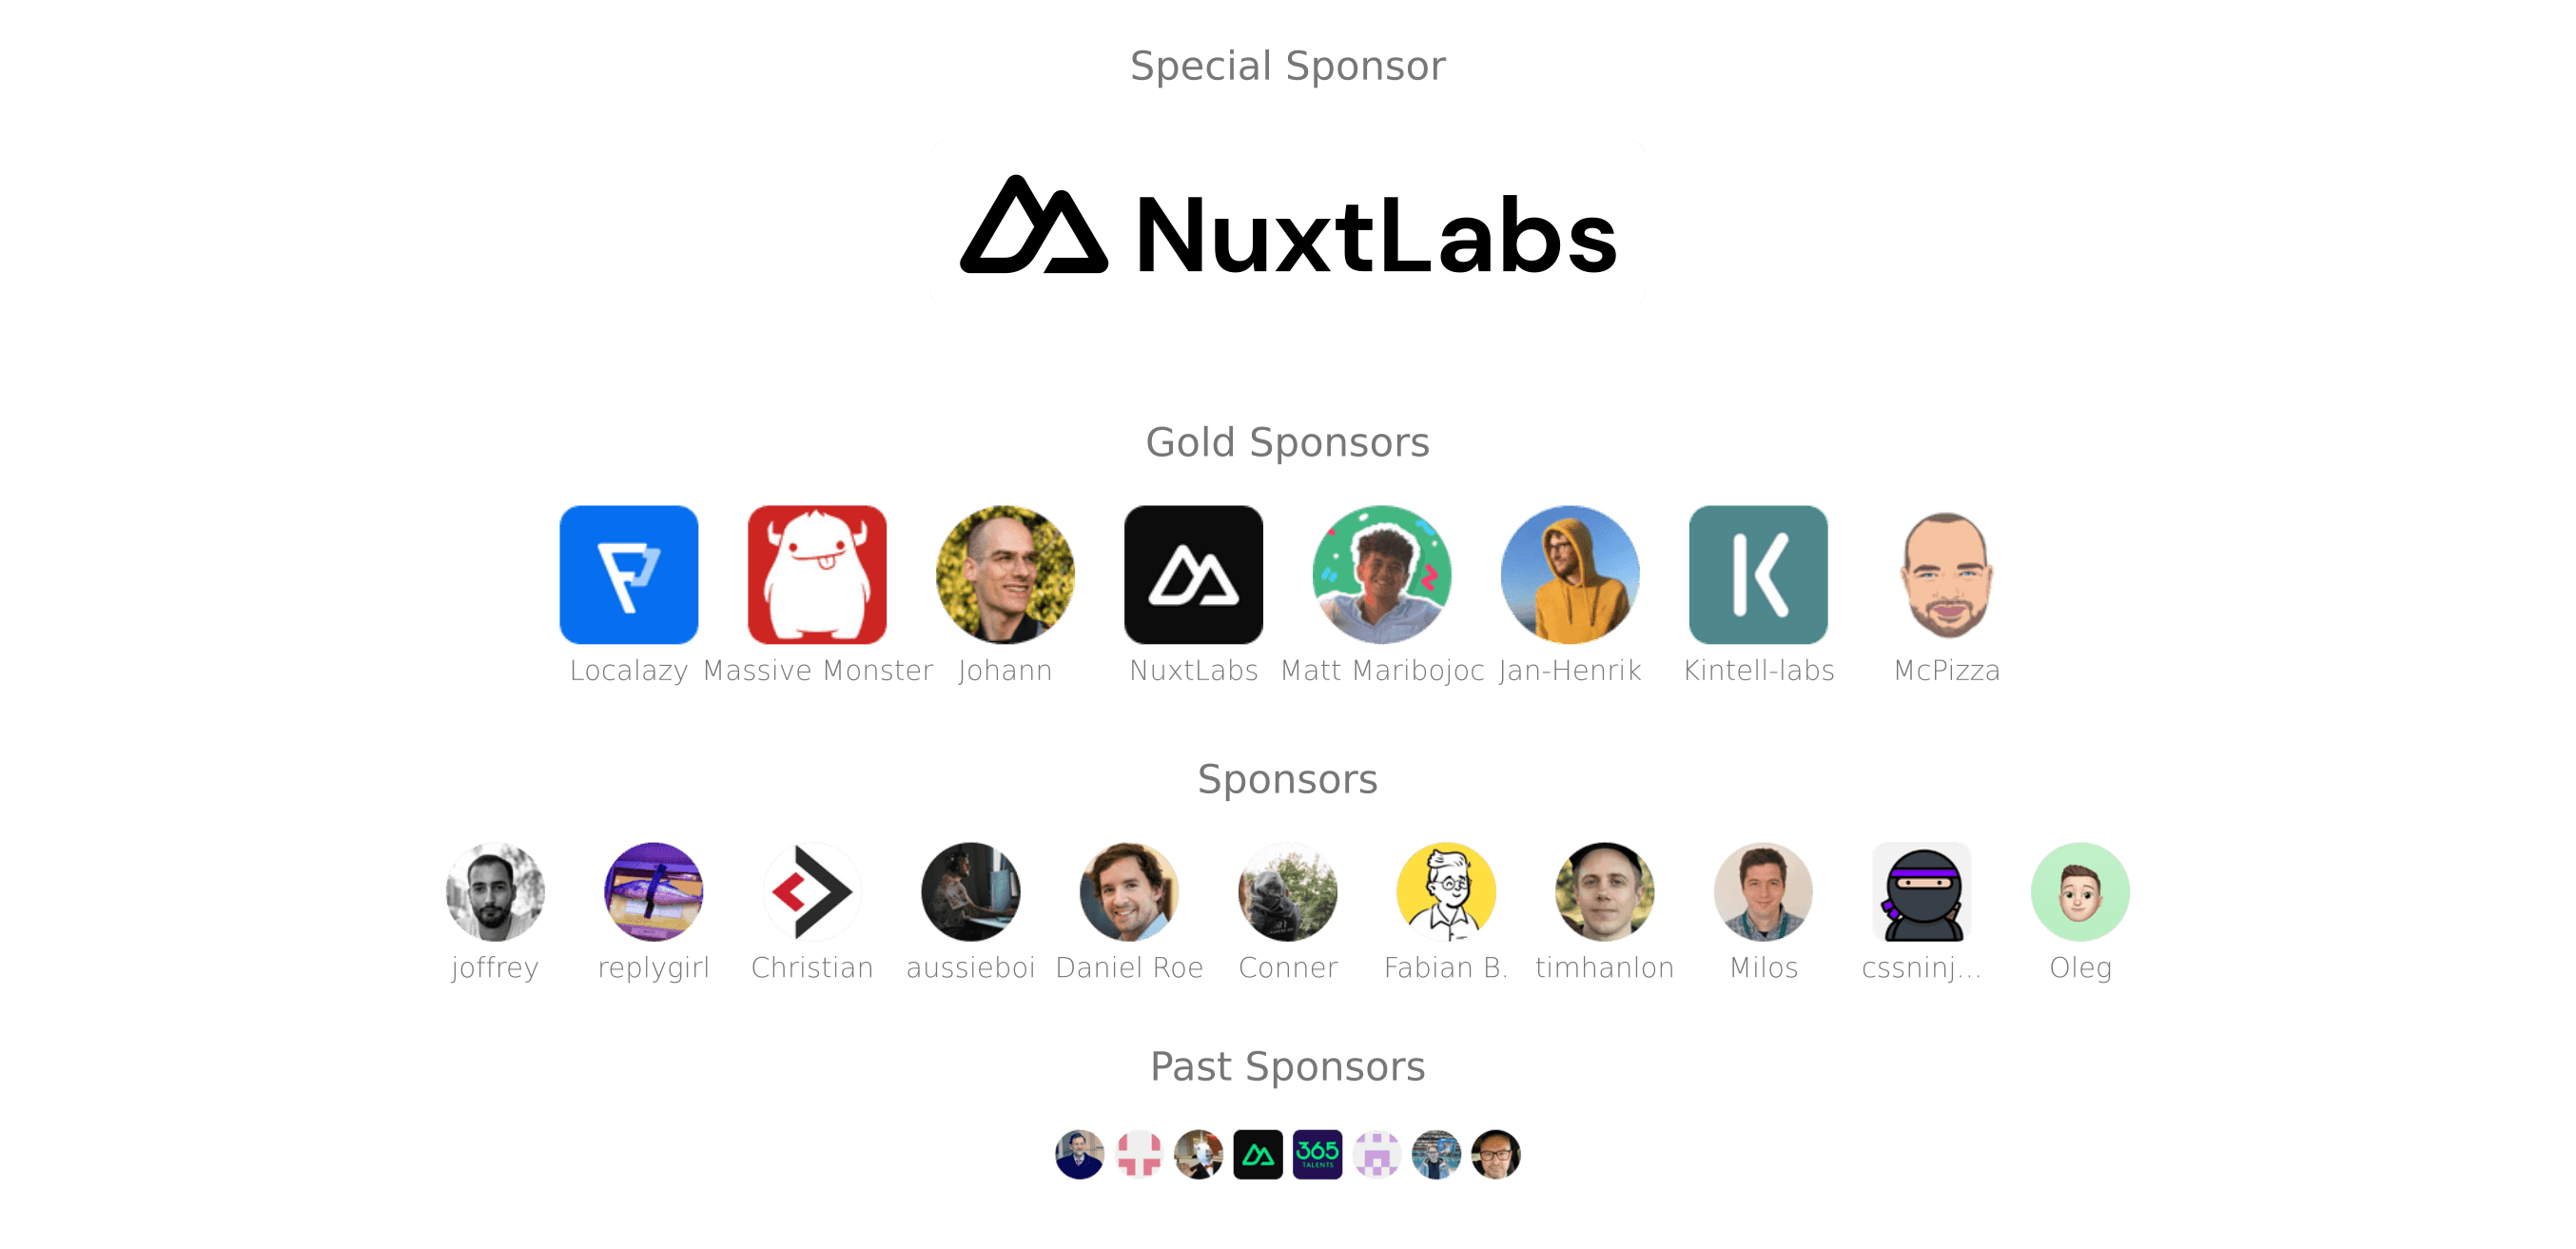 Special Sponsor
NuxtLabs
Gold Sponsors
Localazy Massive Monster Johann NuxtLabs Matt Maribojoc Jan-Henrik Kintell-labs McPizza
Sponsors
joffrey replygirl Christian aussieboi Daniel Roe Conner Fabian B. timhanlon Milos cssninj... Oleg
Past Sponsors
365
TALENTS